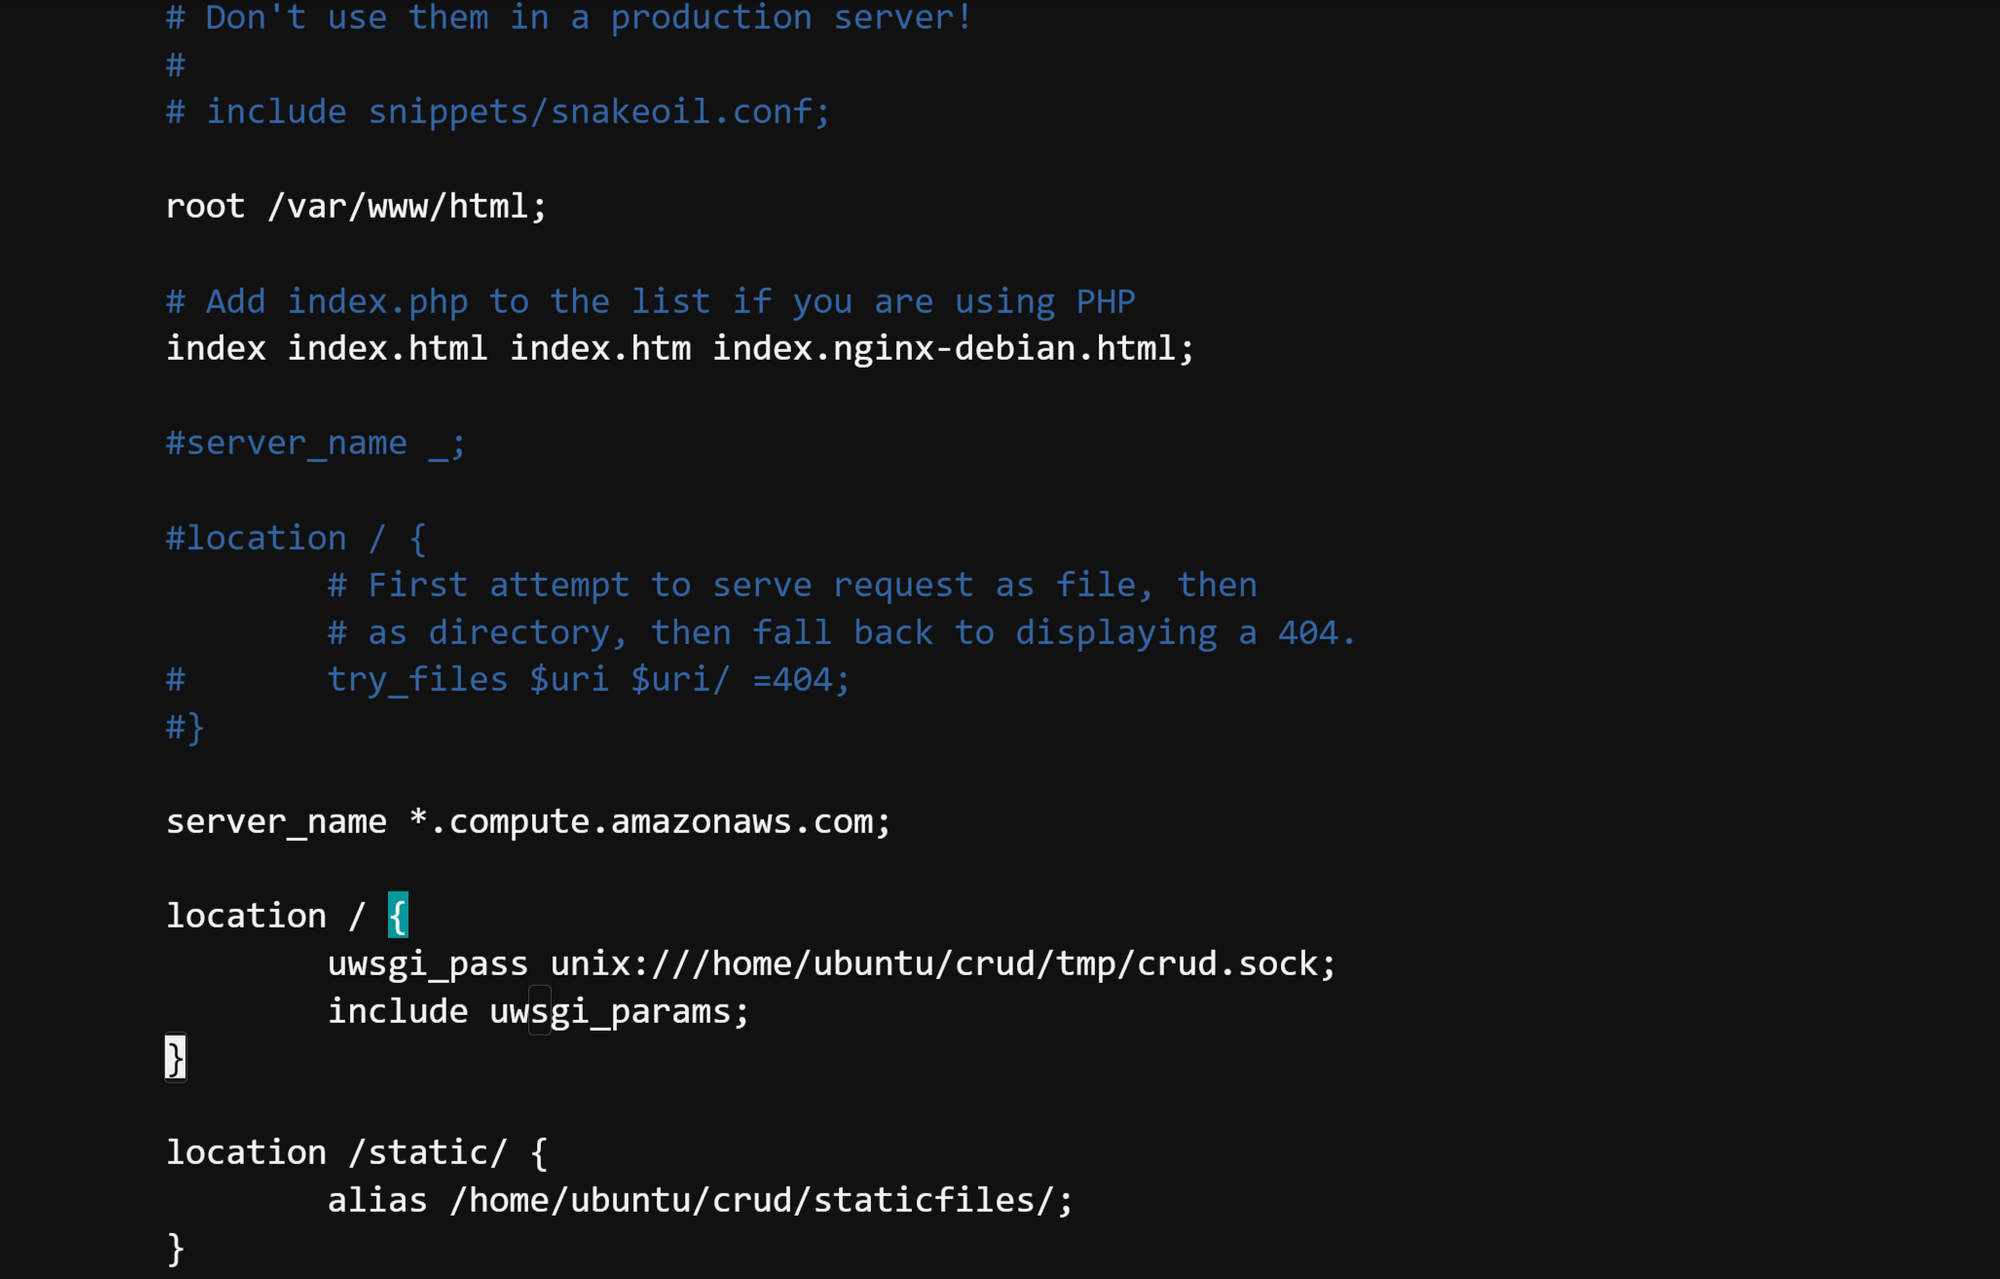 # Don't use them in a production server!
#
# include snippets/snakeoil.conf;
root /var/www/html;
# Add index.php to the list if you are using PHP
index index.html index.htm index.nginx-debian.html;
#server_name _;
#location / {
# First attempt to serve request as file, then
# as directory, then fall back to displaying a 404.
#       try_files $uri $uri/ =404;
#}
server_name *.compute.amazonaws.com;
location / {
uwsgi_pass unix:///home/ubuntu/crud/tmp/crud.sock;
include uwsgi_params;
}
location /static/ {
alias /home/ubuntu/crud/staticfiles/;
}